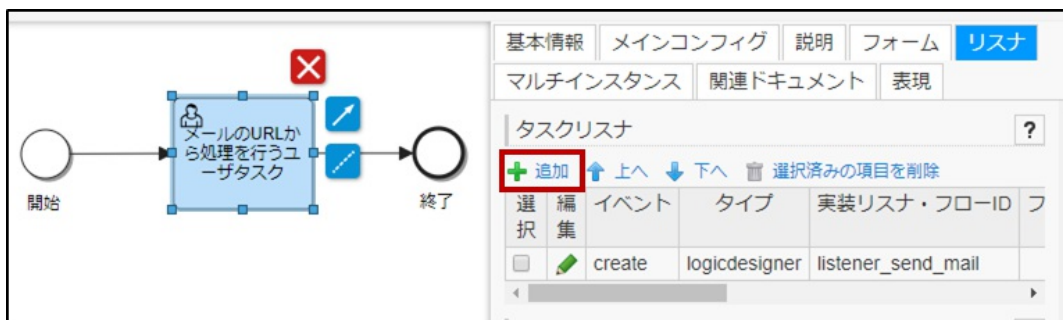 基本情報 メインコンフィグ 説明 フォーム リスナ
マルチインスタンス 関連ドキュメント 表現
タスクリスナ ?
追加 上へ 下へ 選択済みの項目を削除
選択 編集 イベント タイプ 実装リスナ・フローID フ
create logicdesigner listener_send_mail
メールのURLか
ら処理を行うユ
ーザタスク
開始
終了